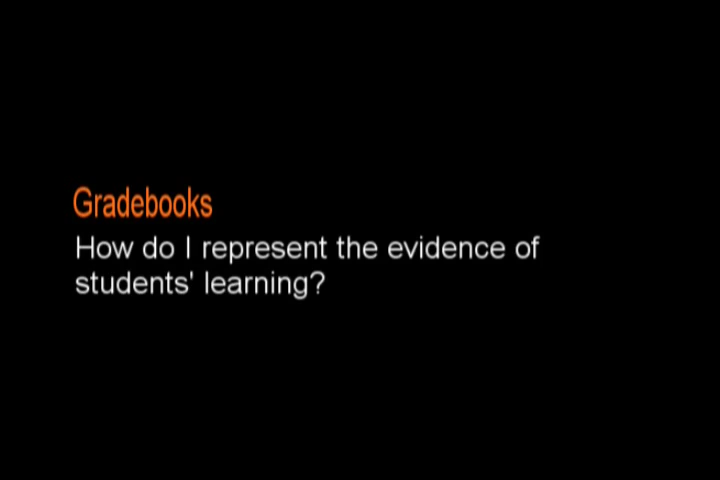 Gradebooks
How do I represent the evidence of
students' learning?